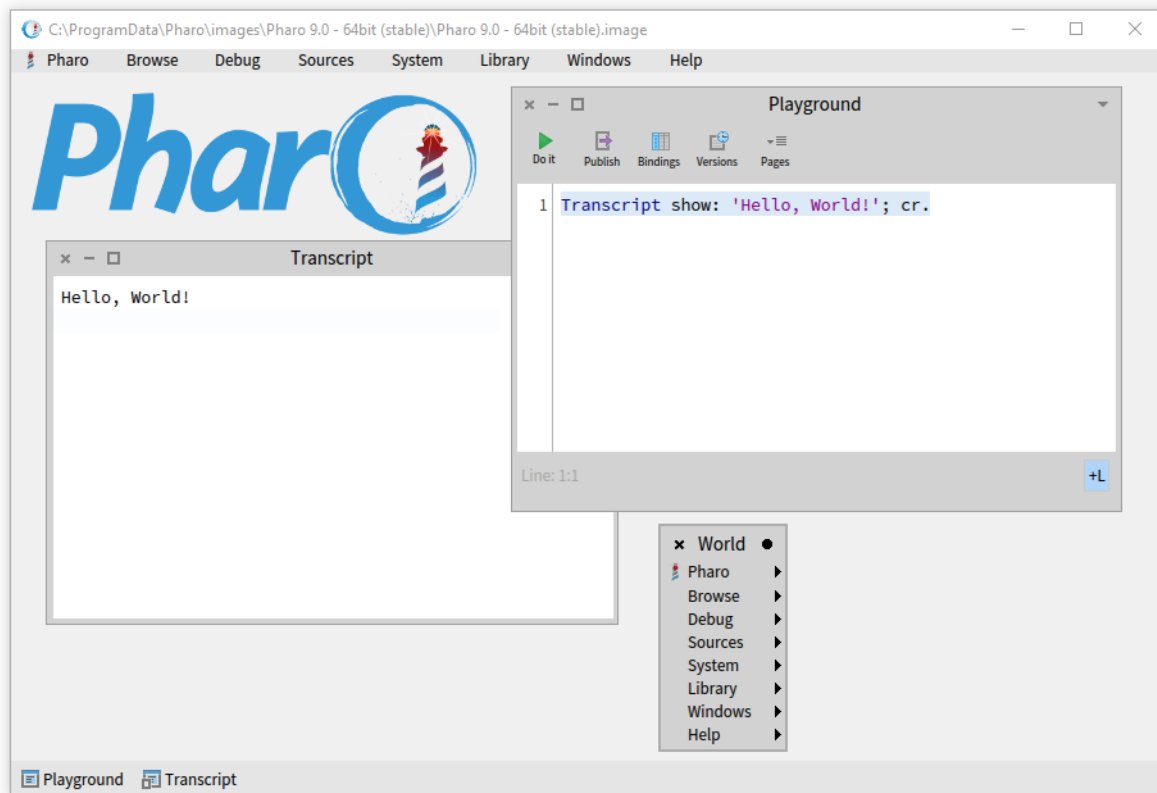 C:\ProgramData\Pharo\images\Pharo 9.0 - 64bit (stable)\Pharo 9.0 - 64bit (stable).image
Pharo Browse Debug Sources System Library Windows Help
Pharo
Playground
Do it Publish Bindings Versions Pages
1 Transcript show: 'Hello, World!'; cr.
Line: 1:1 +L
Transcript
Hello, World!
World
Pharo
Browse
Debug
Sources
System
Library
Windows
Help
Playground Transcript